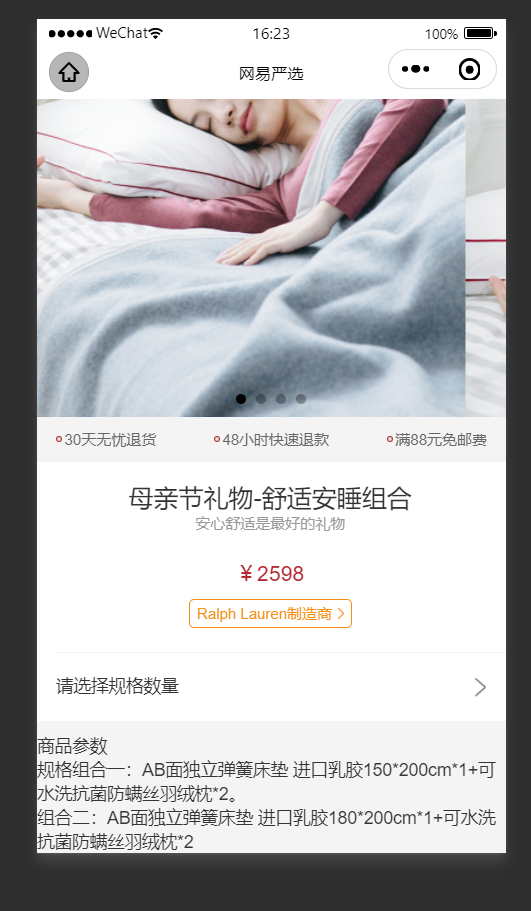 WeChat 16:23 100%
网易严选
30天无忧退货 48小时快速退款 满88元免邮费
母亲节礼物-舒适安睡组合
安心舒适是最好的礼物
¥2598
Ralph Lauren制造商
请选择规格数量
商品参数
规格组合一：AB面独立弹簧床垫 进口乳胶150*200cm*1+可
水洗抗菌防螨丝羽绒枕*2。
组合二：AB面独立弹簧床垫 进口乳胶180*200cm*1+可水洗
抗菌防螨丝羽绒枕*2